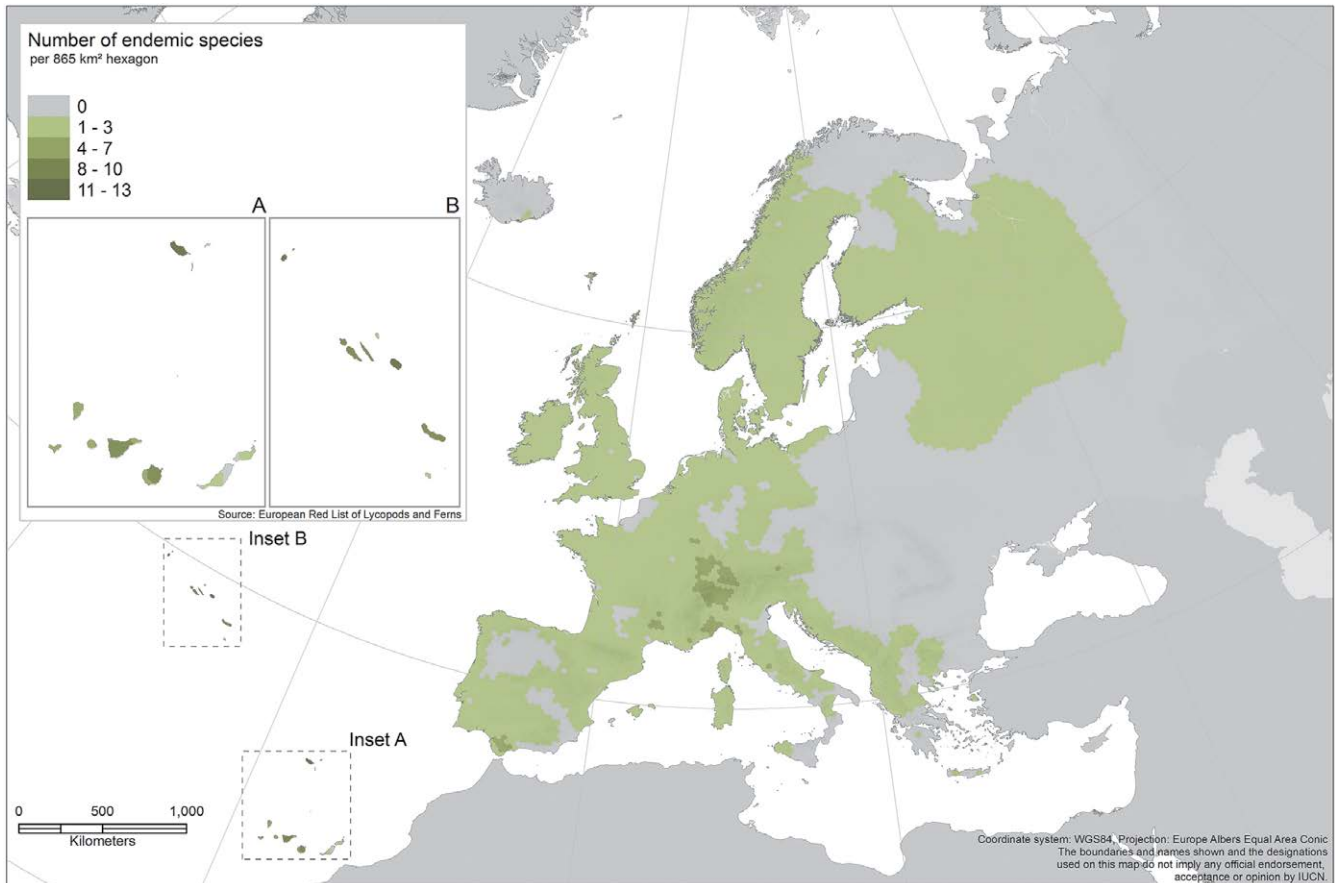 Number of endemic species
per 865 km² hexagon
0
1 - 3
4 - 7
8 - 10
11 - 13
A
B
Source: European Red List of Lycopods and Ferns
Inset B
Inset A
0 500 1,000
Kilometers
Coordinate system: WGS84, Projection: Europe Albers Equal Area Conic
The boundaries and names shown and the designations
used on this map do not imply any official endorsement,
acceptance or opinion by IUCN.